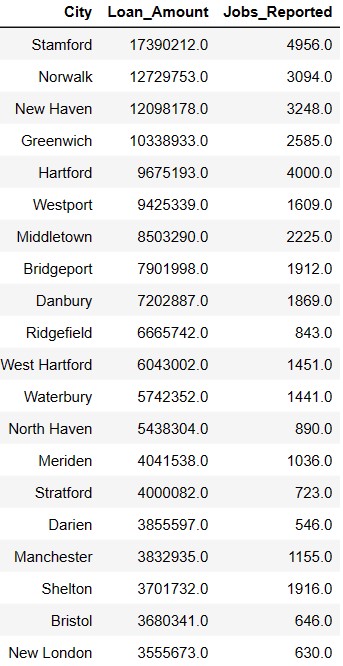 City Loan_Amount Jobs_Reported
Stamford 17390212.0 4956.0
Norwalk 12729753.0 3094.0
New Haven 12098178.0 3248.0
Greenwich 10338933.0 2585.0
Hartford 9675193.0 4000.0
Westport 9425339.0 1609.0
Middletown 8503290.0 2225.0
Bridgeport 7901998.0 1912.0
Danbury 7202887.0 1869.0
Ridgefield 6665742.0 843.0
West Hartford 6043002.0 1451.0
Waterbury 5742352.0 1441.0
North Haven 5438304.0 890.0
Meriden 4041538.0 1036.0
Stratford 4000082.0 723.0
Darien 3855597.0 546.0
Manchester 3832935.0 1155.0
Shelton 3701732.0 1916.0
Bristol 3680341.0 646.0
New London 3555673.0 630.0